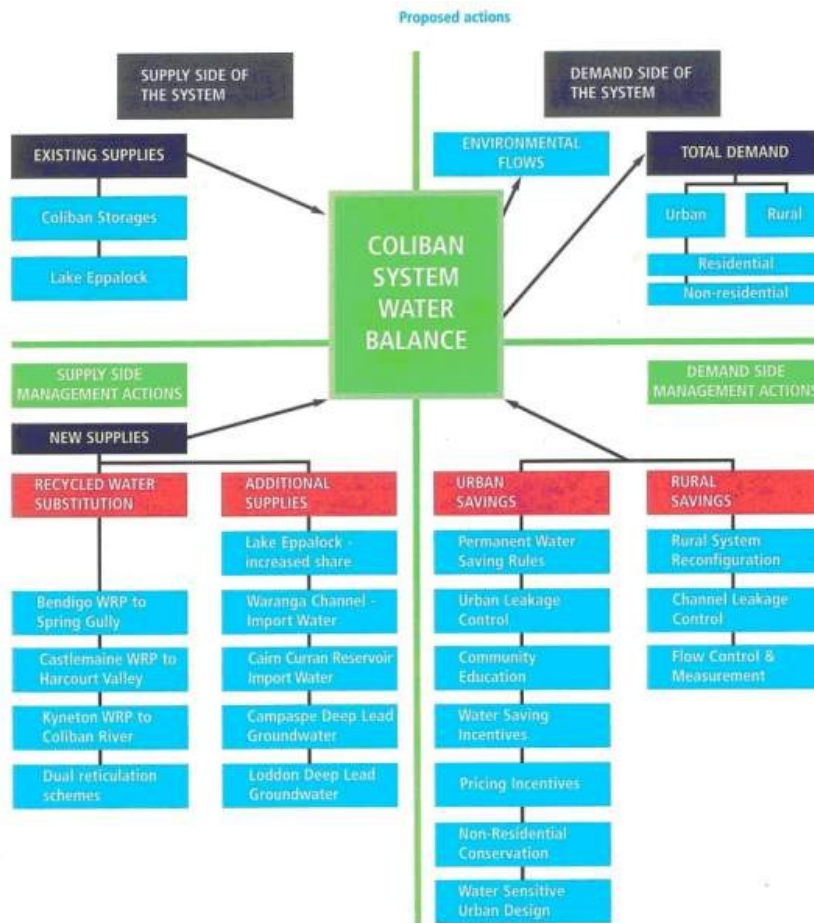 Proposed actions
SUPPLY SIDE OF
THE SYSTEM
DEMAND SIDE OF
THE SYSTEM
EXISTING SUPPLIES
Coliban Storages
Lake Eppalock
ENVIRONMENTAL
FLOWS
TOTAL DEMAND
Urban
Rural
Residential
Non-residential
COLIBAN
SYSTEM
WATER
BALANCE
SUPPLY SIDE
MANAGEMENT ACTIONS
DEMAND SIDE
MANAGEMENT ACTIONS
NEW SUPPLIES
RECYCLED WATER
SUBSTITUTION
Bendigo WRP to
Spring Gully
Castlemaine WRP to
Harcourt Valley
Kyneton WRP to
Coliban River
Dual reticulation
schemes
ADDITIONAL
SUPPLIES
Lake Eppalock -
increased share
Waranga Channel -
Import Water
Cairn Curran Reservoir
Import Water
Campaspe Deep Lead
Groundwater
Loddon Deep Lead
Groundwater
URBAN
SAVINGS
Permanent Water
Saving Rules
Urban Leakage
Control
Community
Education
Water Saving
Incentives
Pricing Incentives
Non-Residential
Conservation
Water Sensitive
Urban Design
RURAL
SAVINGS
Rural System
Reconfiguration
Channel Leakage
Control
Flow Control &
Measurement